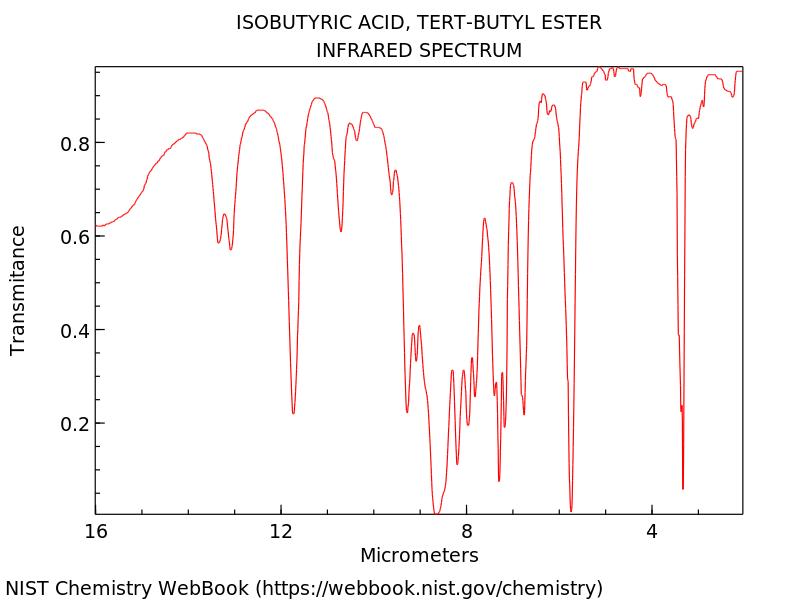 ISOBUTYRIC ACID, TERT-BUTYL ESTER
INFRARED SPECTRUM
0.8
0.6
0.4
0.2
Transmitance
16 12 8 4
Micrometers
NIST Chemistry WebBook (https://webbook.nist.gov/chemistry)